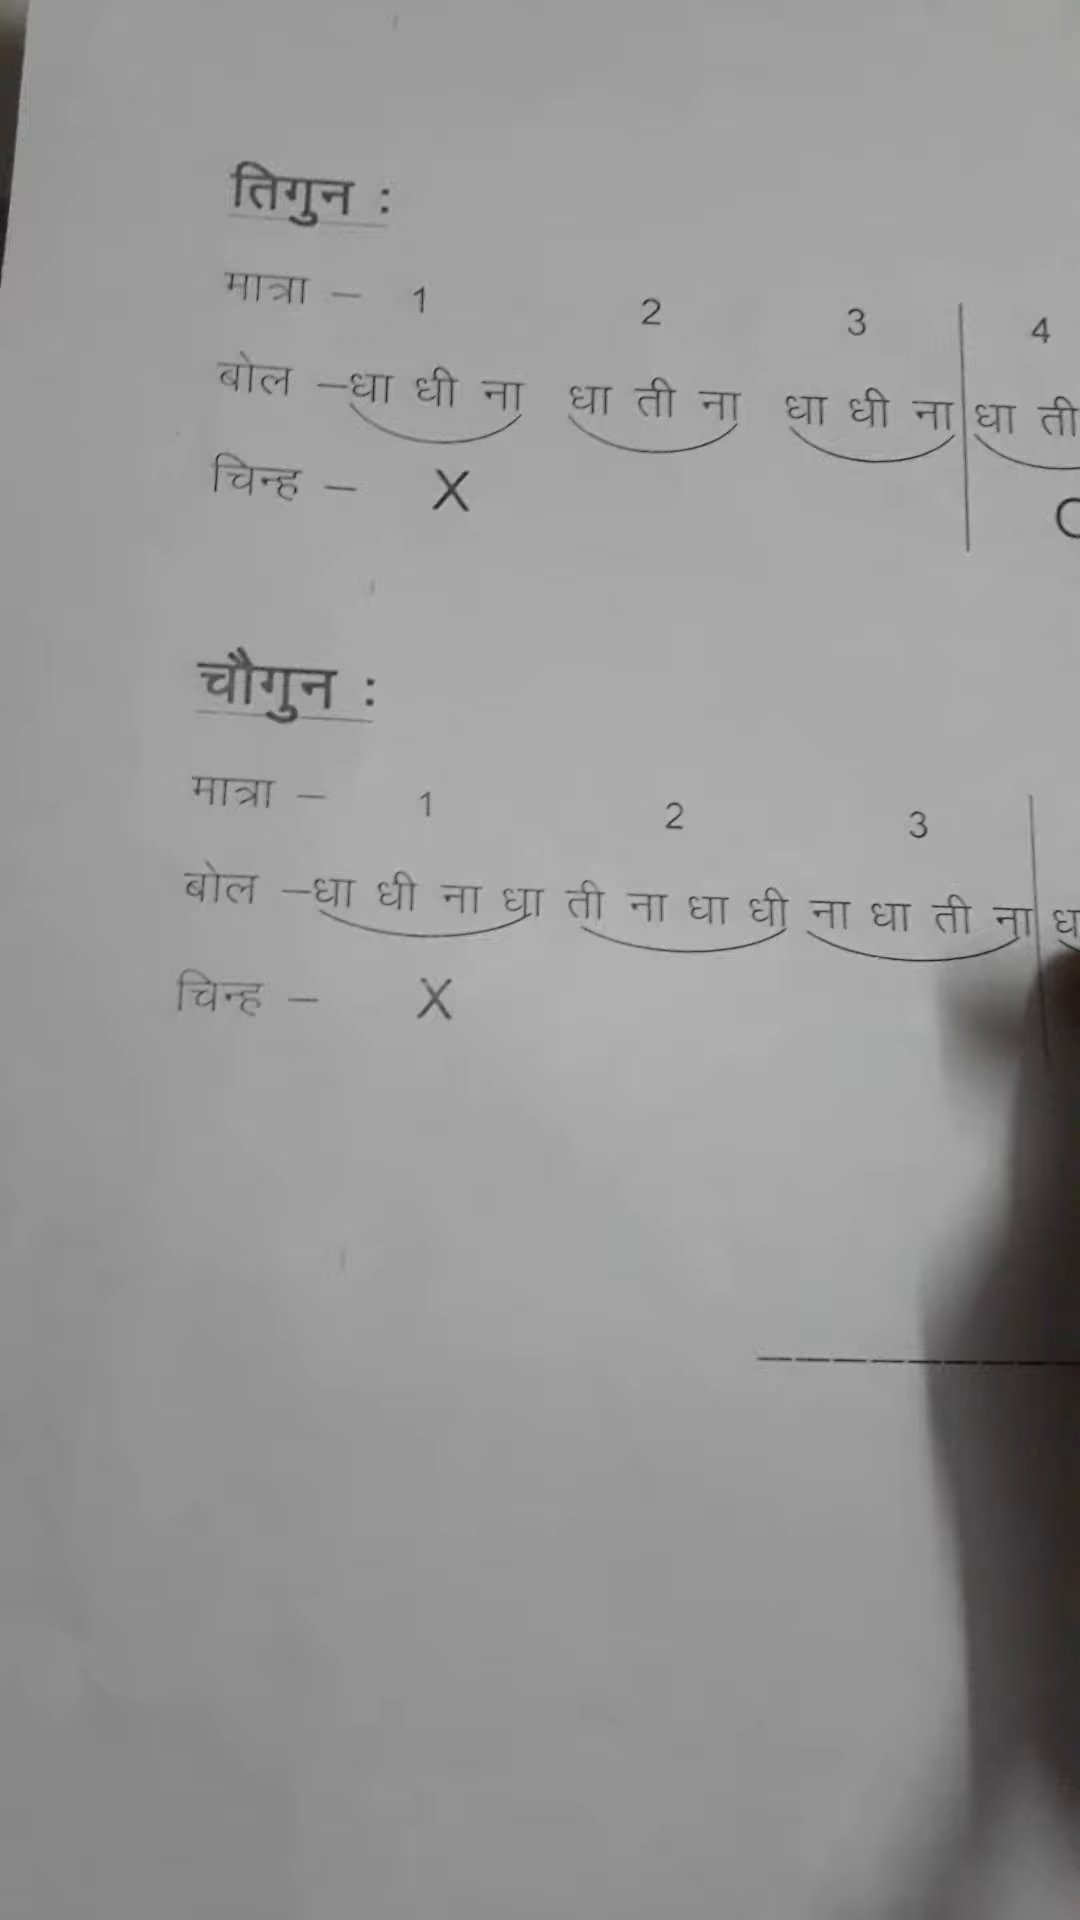 तिगुन :
मात्रा – 1 2 3 4
बोल –धा धी ना धा ती ना धा धी ना धा ती
चिन्ह – X
चौगुन :
मात्रा – 1 2 3
बोल –धा धी ना धा ती ना धा धी ना धा ती ना
चिन्ह – X